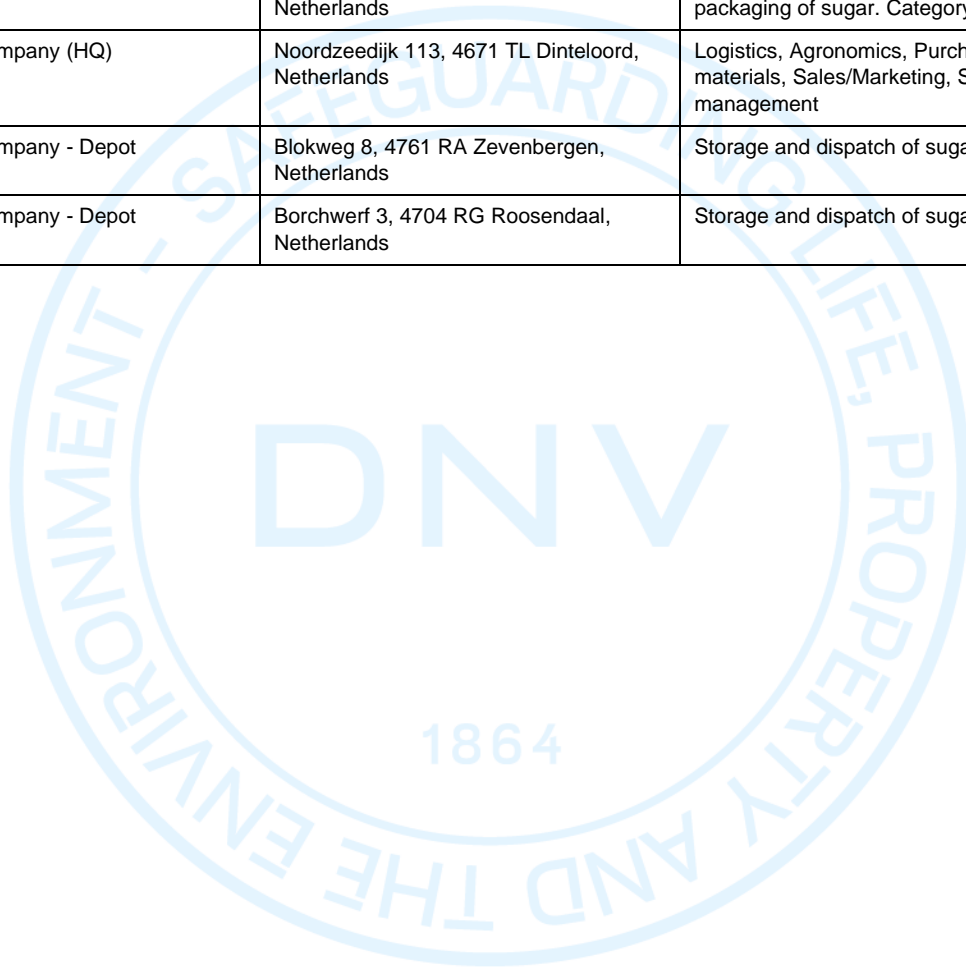 Netherlands
packaging of sugar. Category
mpany (HQ)
Noordzeedijk 113, 4671 TL Dinteloord,
Netherlands
Logistics, Agronomics, Purch
materials, Sales/Marketing, S
management
mpany - Depot
Blokweg 8, 4761 RA Zevenbergen,
Netherlands
Storage and dispatch of suga
mpany - Depot
Borchwerf 3, 4704 RG Roosendaal,
Netherlands
Storage and dispatch of suga
SAFEGUARDING LIFE, PROPERTY AND THE ENVIRONMENT -
DNV
1864